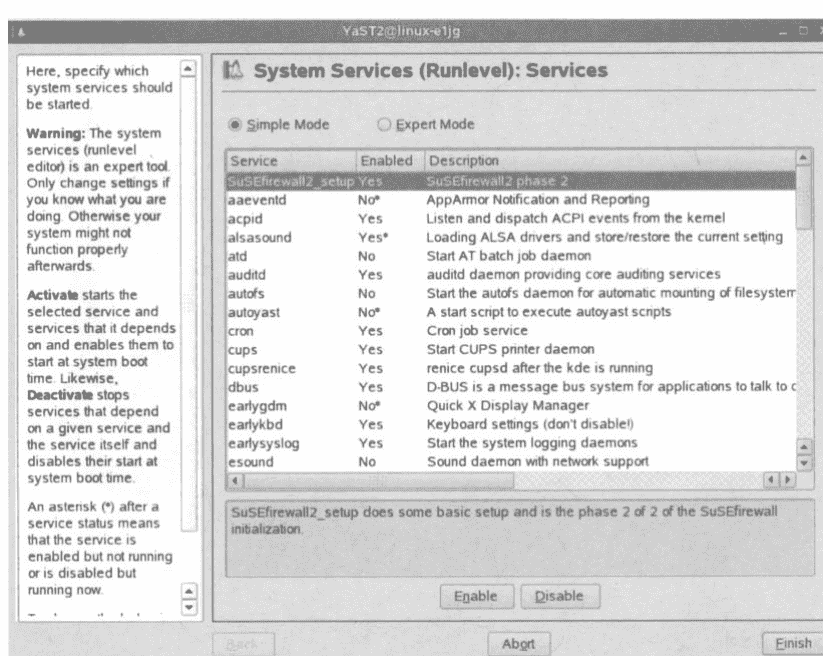 YaST2@linux-e1jg
Here, specify which
system services should
be started.
Warning: The system
services (runlevel
editor) is an expert tool.
Only change settings if
you know what you are
doing. Otherwise your
system might not
function properly
afterwards.
Activate starts the
selected service and
services that it depends
on and enables them to
start at system boot
time. Likewise,
Deactivate stops
services that depend
on a given service and
the service itself and
disables their start at
system boot time.
An asterisk (*) after a
service status means
that the service is
enabled but not running
or is disabled but
running now.
System Services (Runlevel): Services
Simple Mode Expert Mode
Service Enabled Description
SuSEfirewall2_setup Yes SuSEfirewall2 phase 2
aaeventd No* AppArmor Notification and Reporting
acpid Yes Listen and dispatch ACPI events from the kernel
alsasound Yes* Loading ALSA drivers and store/restore the current setting
atd No Start AT batch job daemon
auditd Yes auditd daemon providing core auditing services
autofs No Start the autofs daemon for automatic mounting of filesystem
autoyast No* A start script to execute autoyast scripts
cron Yes Cron job service
cups Yes Start CUPS printer daemon
cupsrenice Yes renice cupsd after the kde is running
dbus Yes D-BUS is a message bus system for applications to talk to
earlygdm No* Quick X Display Manager
earlykbd Yes Keyboard settings (don't disable!)
earlysyslog Yes Start the system logging daemons
esound No Sound daemon with network support
SuSEfirewall2_setup does some basic setup and is the phase 2 of 2 of the SuSEfirewall
initialization.
Enable Disable
Back Abort Finish